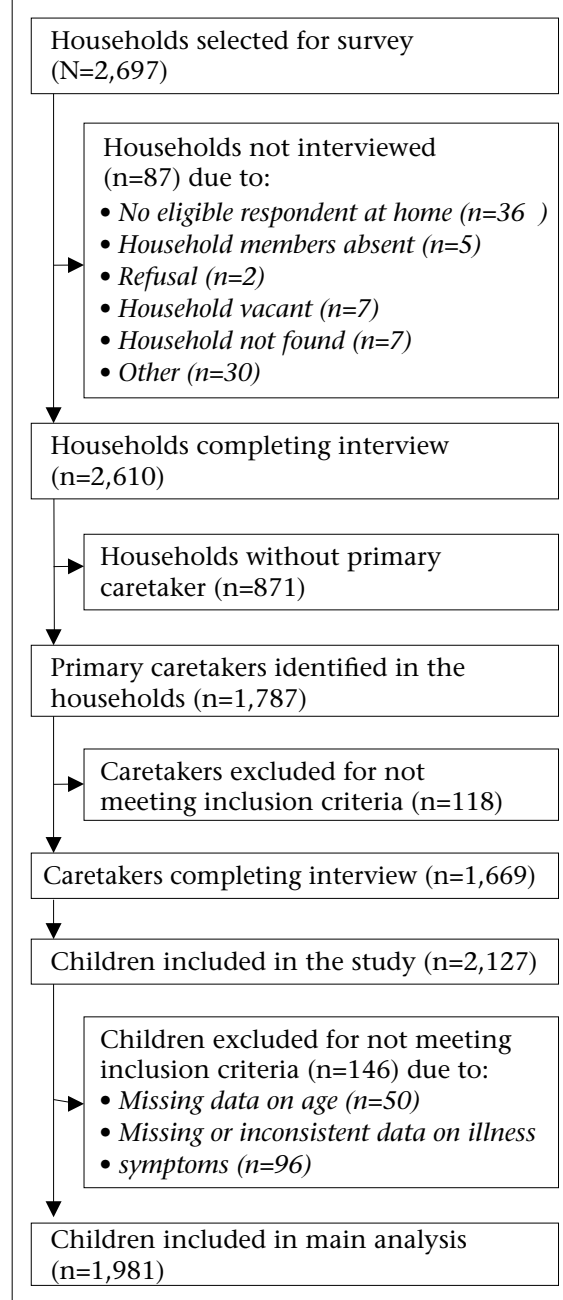 Households selected for survey
(N=2,697)
Households not interviewed
(n=87) due to:
• No eligible respondent at home (n=36  )
• Household members absent (n=5)
• Refusal (n=2)
• Household vacant (n=7)
• Household not found (n=7)
• Other (n=30)
Households completing interview
(n=2,610)
Households without primary
caretaker (n=871)
Primary caretakers identified in the
households (n=1,787)
Caretakers excluded for not
meeting inclusion criteria (n=118)
Caretakers completing interview (n=1,669)
Children included in the study (n=2,127)
Children excluded for not meeting
inclusion criteria (n=146) due to:
• Missing data on age (n=50)
• Missing or inconsistent data on illness
• symptoms (n=96)
Children included in main analysis
(n=1,981)